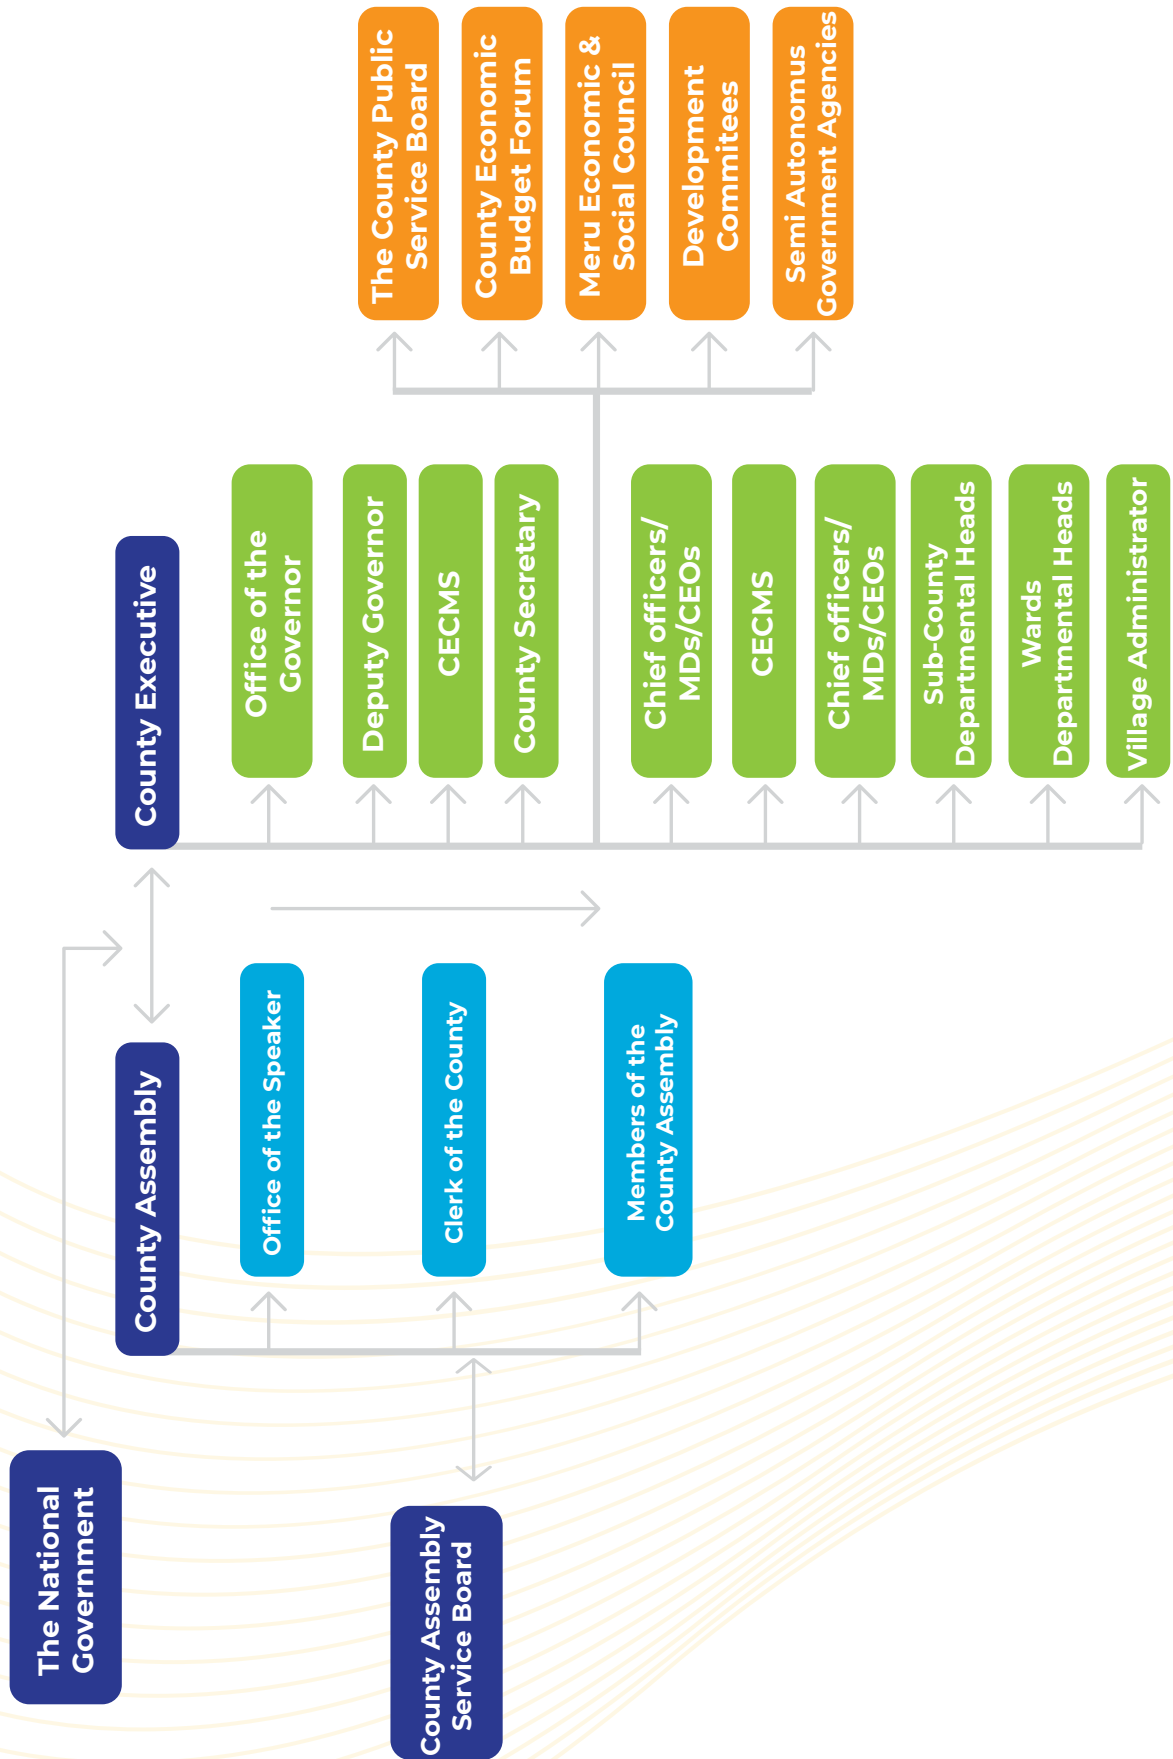 The National
Government
County Assembly
County Executive
County Assembly
Service Board
Office of the Speaker
Clerk of the County
Members of the
County Assembly
Office of the
Governor
Deputy Governor
CECMS
County Secretary
Chief officers/
MDs/CEOs
CECMS
Chief officers/
MDs/CEOs
Sub-County
Departmental Heads
Wards
Departmental Heads
Village Administrator
The County Public
Service Board
County Economic
Budget Forum
Meru Economic &
Social Council
Development
Commitees
Semi Autonomus
Government Agencies